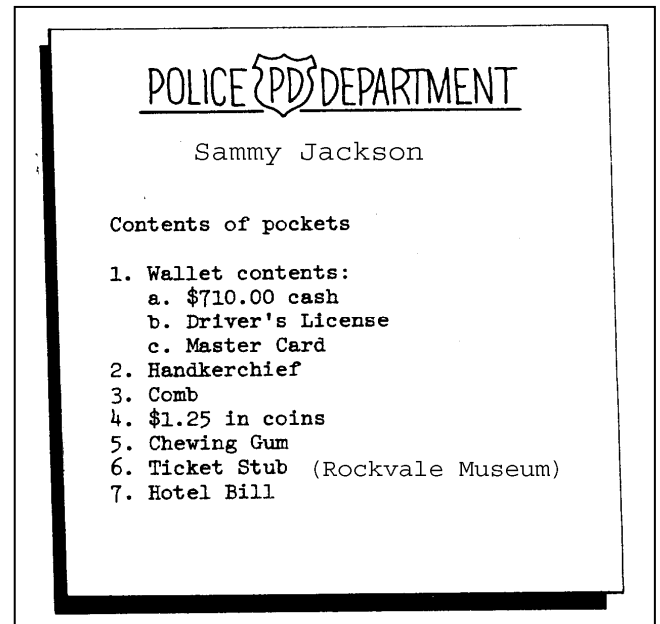 POLICE PD DEPARTMENT
Sammy Jackson
Contents of pockets
1. Wallet contents:
a. $710.00 cash
b. Driver's License
c. Master Card
2. Handkerchief
3. Comb
4. $1.25 in coins
5. Chewing Gum
6. Ticket Stub (Rockvale Museum)
7. Hotel Bill